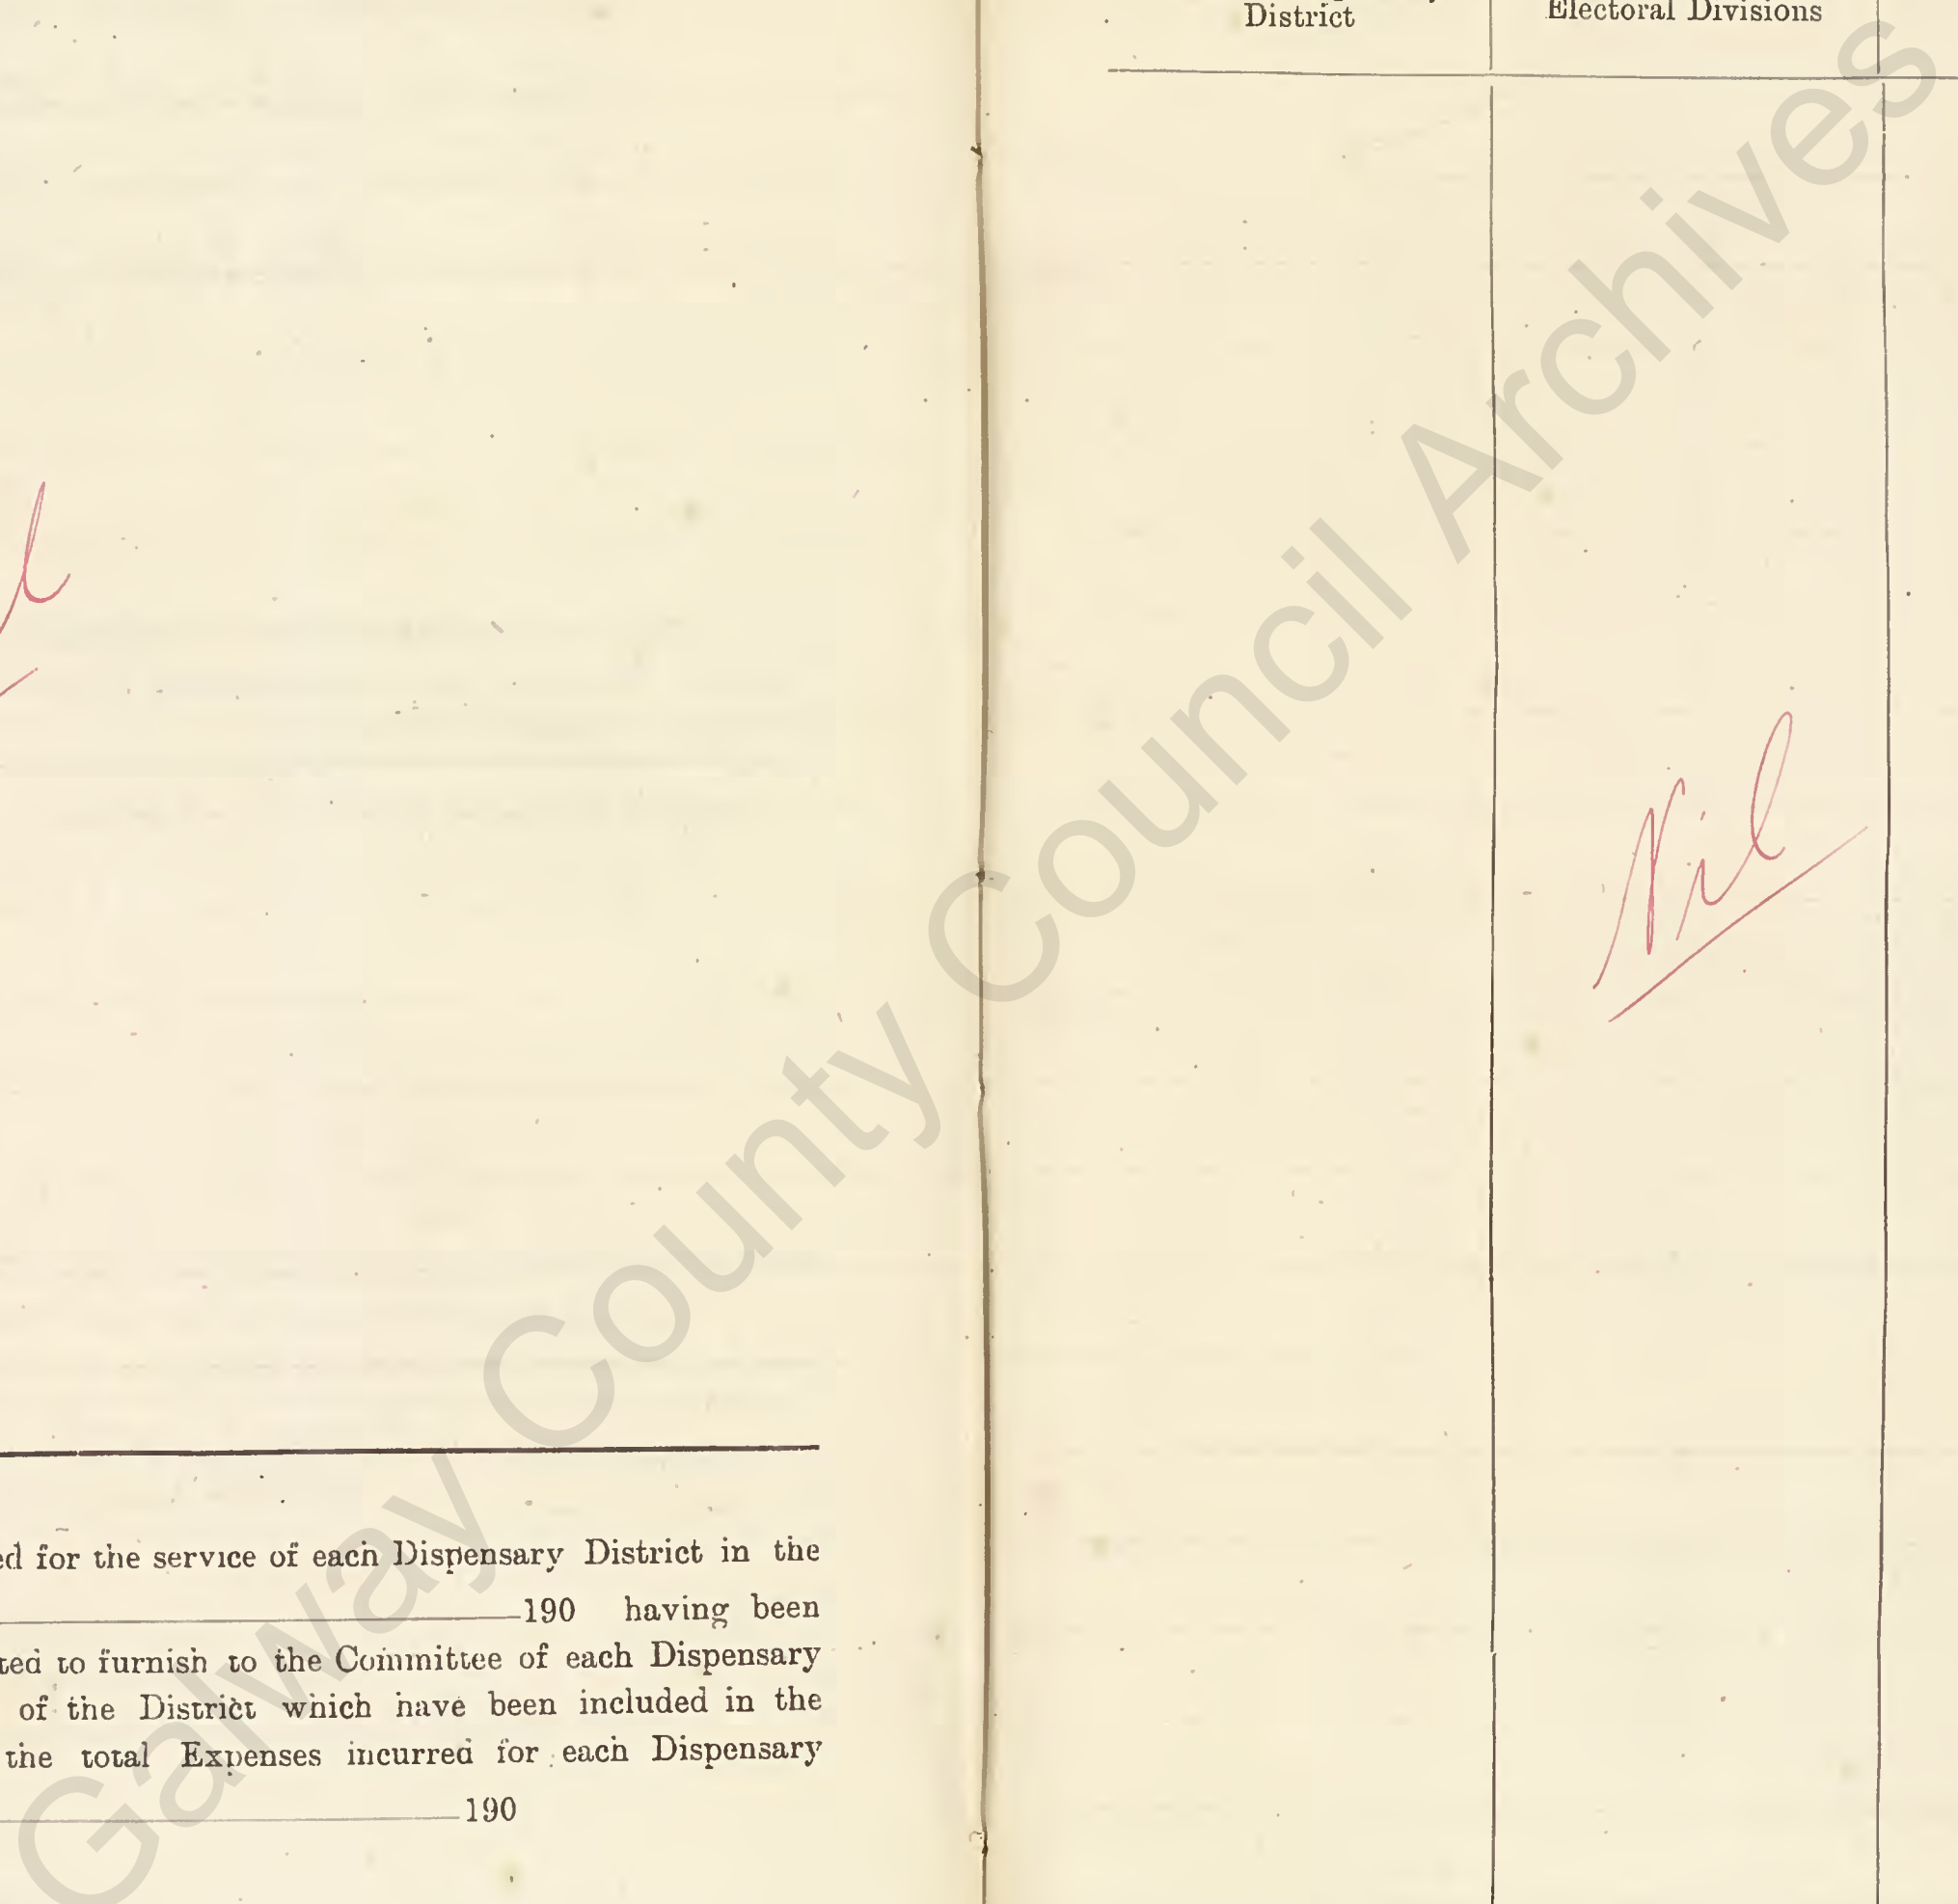 for the service of each Dispensary District in the
190 having been
to furnish to the Committee of each Dispensary
of the District which have been included in the
the total Expenses incurred for each Dispensary
190
District
Electoral Divisions
Nil
Galway County Council Archives